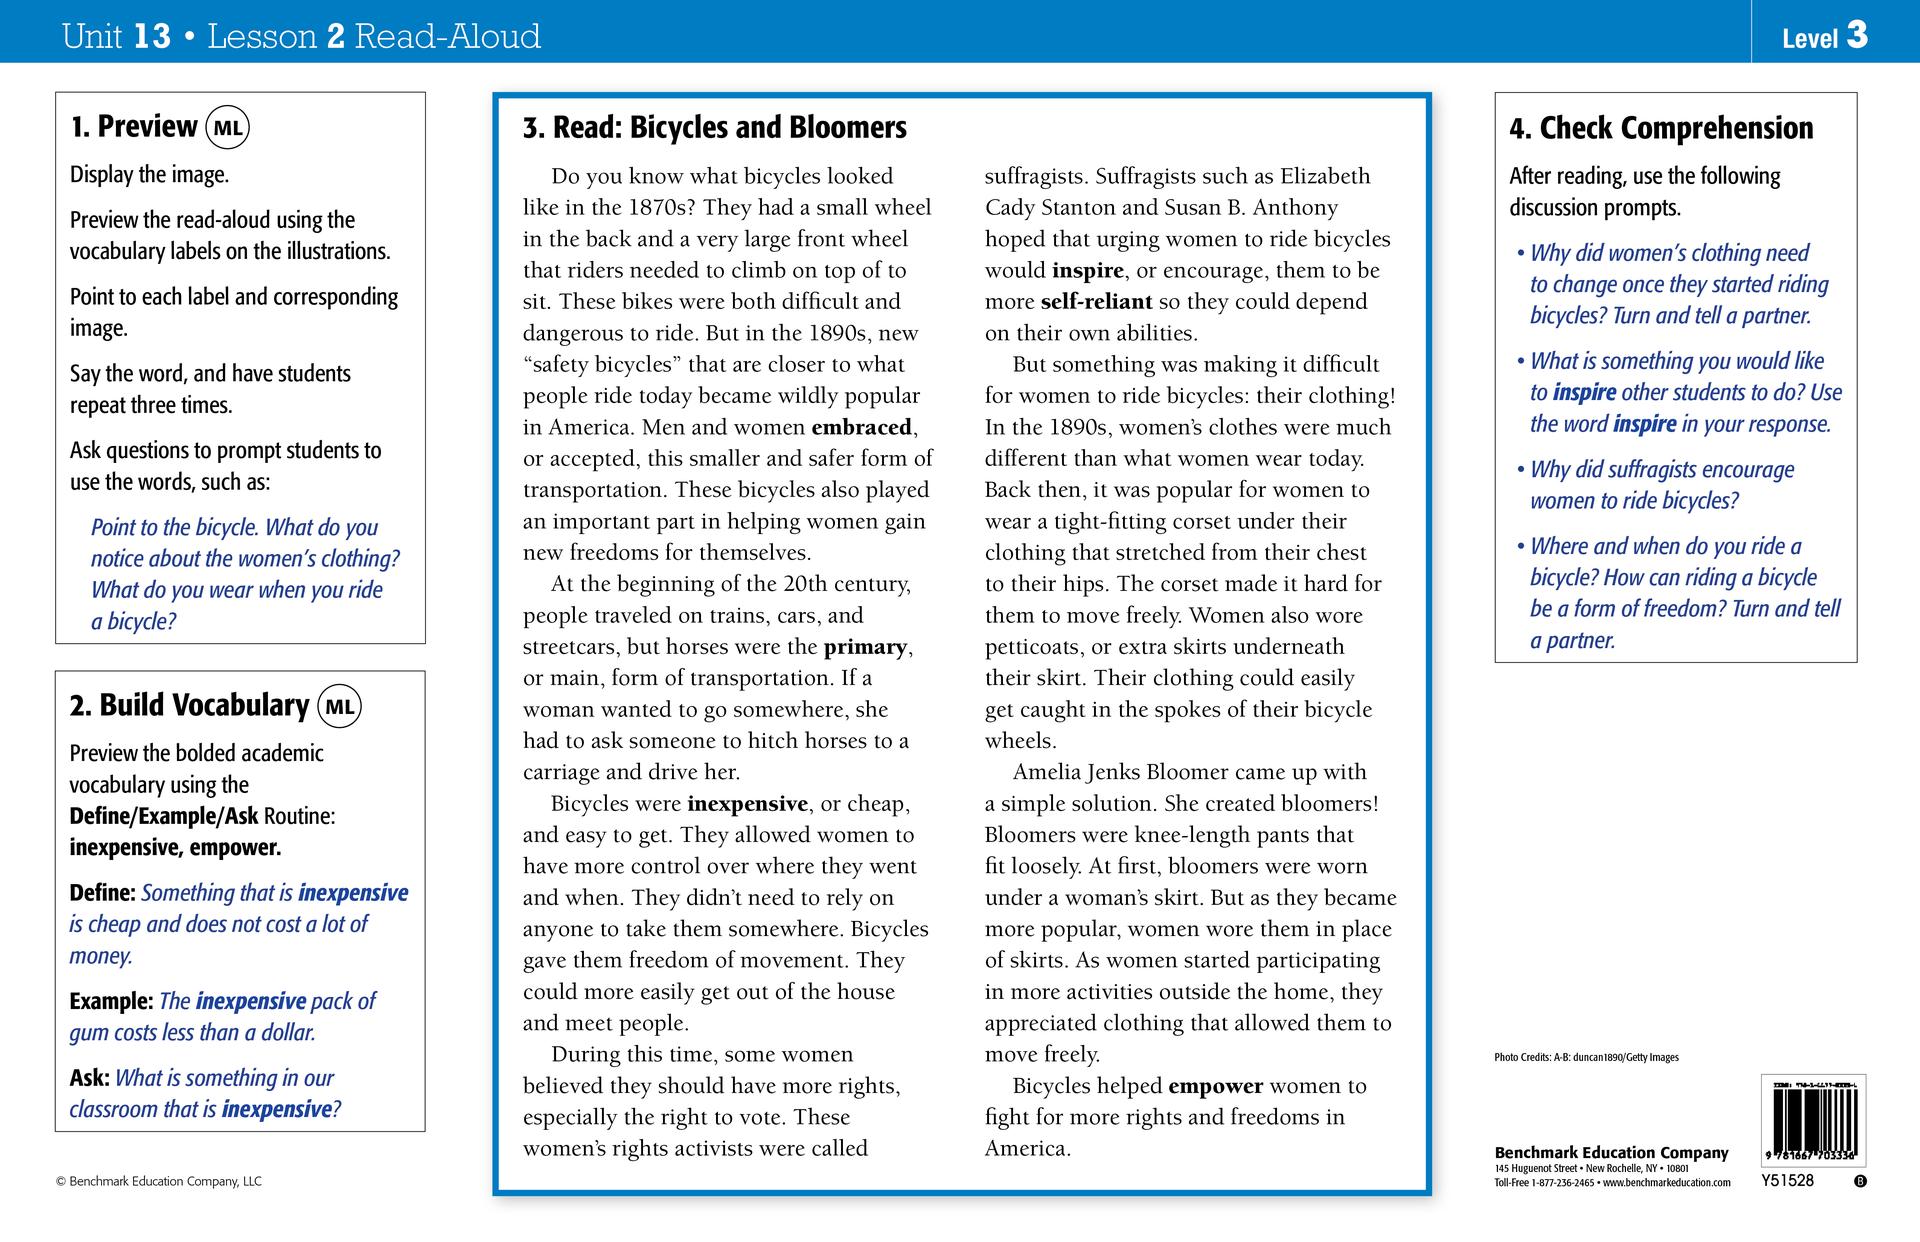 Unit 13 • Lesson 2 Read-Aloud
Level 3
1. Preview ML
Display the image.
Preview the read-aloud using the
vocabulary labels on the illustrations.
Point to each label and corresponding
image.
Say the word, and have students
repeat three times.
Ask questions to prompt students to
use the words, such as:
Point to the bicycle. What do you
notice about the women's clothing?
What do you wear when you ride
a bicycle?
2. Build Vocabulary ML
Preview the bolded academic
vocabulary using the
Define/Example/Ask Routine:
inexpensive, empower.
Define: Something that is inexpensive
is cheap and does not cost a lot of
money.
Example: The inexpensive pack of
gum costs less than a dollar.
Ask: What is something in our
classroom that is inexpensive?
© Benchmark Education Company, LLC
3. Read: Bicycles and Bloomers
Do you know what bicycles looked
like in the 1870s? They had a small wheel
in the back and a very large front wheel
that riders needed to climb on top of to
sit. These bikes were both difficult and
dangerous to ride. But in the 1890s, new
“safety bicycles” that are closer to what
people ride today became wildly popular
in America. Men and women embraced,
or accepted, this smaller and safer form of
transportation. These bicycles also played
an important part in helping women gain
new freedoms for themselves.
At the beginning of the 20th century,
people traveled on trains, cars, and
streetcars, but horses were the primary,
or main, form of transportation. If a
woman wanted to go somewhere, she
had to ask someone to hitch horses to a
carriage and drive her.
Bicycles were inexpensive, or cheap,
and easy to get. They allowed women to
have more control over where they went
and when. They didn't need to rely on
anyone to take them somewhere. Bicycles
gave them freedom of movement. They
could more easily get out of the house
and meet people.
During this time, some women
believed they should have more rights,
especially the right to vote. These
women's rights activists were called
suffragists. Suffragists such as Elizabeth
Cady Stanton and Susan B. Anthony
hoped that urging women to ride bicycles
would inspire, or encourage, them to be
more self-reliant so they could depend
on their own abilities.
But something was making it difficult
for women to ride bicycles: their clothing!
In the 1890s, women's clothes were much
different than what women wear today.
Back then, it was popular for women to
wear a tight-fitting corset under their
clothing that stretched from their chest
to their hips. The corset made it hard for
them to move freely. Women also wore
petticoats, or extra skirts underneath
their skirt. Their clothing could easily
get caught in the spokes of their bicycle
wheels.
Amelia Jenks Bloomer came up with
a simple solution. She created bloomers!
Bloomers were knee-length pants that
fit loosely. At first, bloomers were worn
under a woman's skirt. But as they became
more popular, women wore them in place
of skirts. As women started participating
in more activities outside the home, they
appreciated clothing that allowed them to
move freely.
Bicycles helped empower women to
fight for more rights and freedoms in
America.
4. Check Comprehension
After reading, use the following
discussion prompts.
• Why did women's clothing need
to change once they started riding
bicycles? Turn and tell a partner.
• What is something you would like
to inspire other students to do? Use
the word inspire in your response.
• Why did suffragists encourage
women to ride bicycles?
• Where and when do you ride a
bicycle? How can riding a bicycle
be a form of freedom? Turn and tell
a partner.
Photo Credits: A-B: duncan1890/Getty Images
Benchmark Education Company
145 Huguenot Street • New Rochelle, NY • 10801
Toll-Free 1-877-236-2465 • www.benchmarkeducation.com
9 781667 703336
Y51528
B